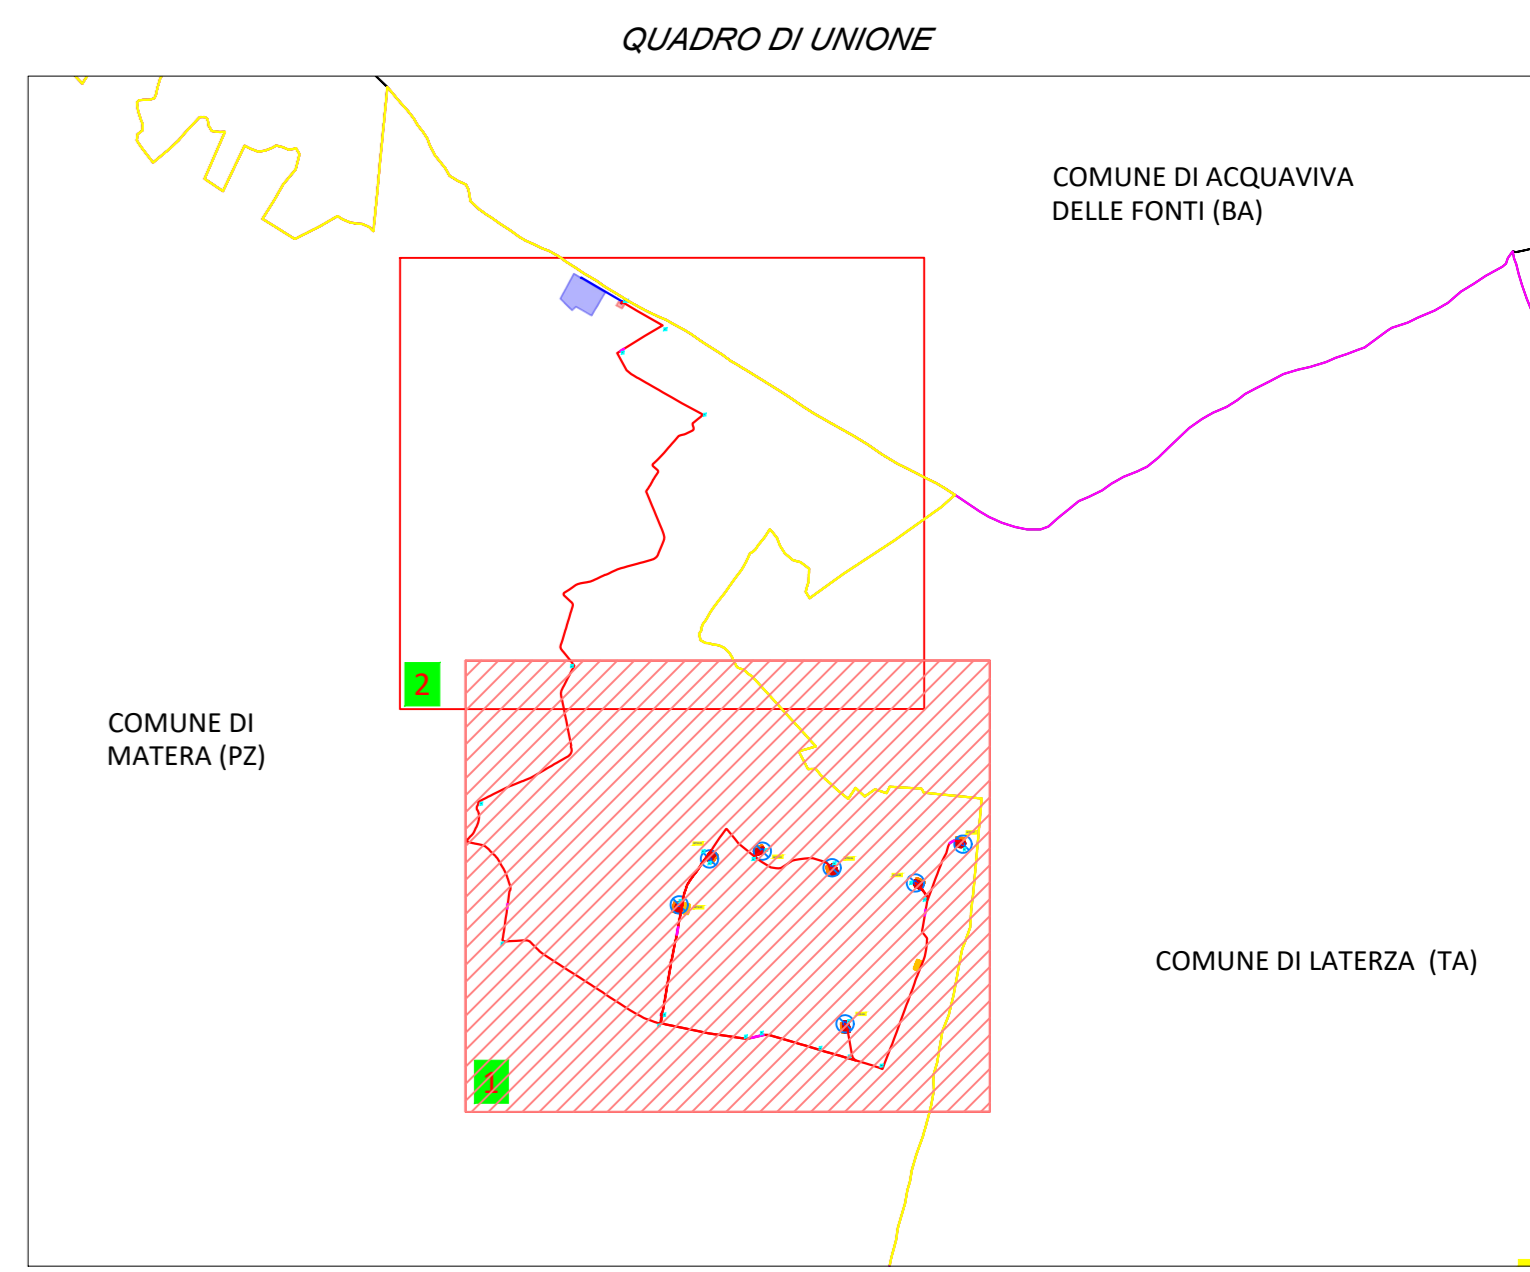 QUADRO DI UNIONE
COMUNE DI ACQUAVIVA
DELLE FONTI (BA)
2
COMUNE DI
MATERA (PZ)
COMUNE DI LATERZA (TA)
1